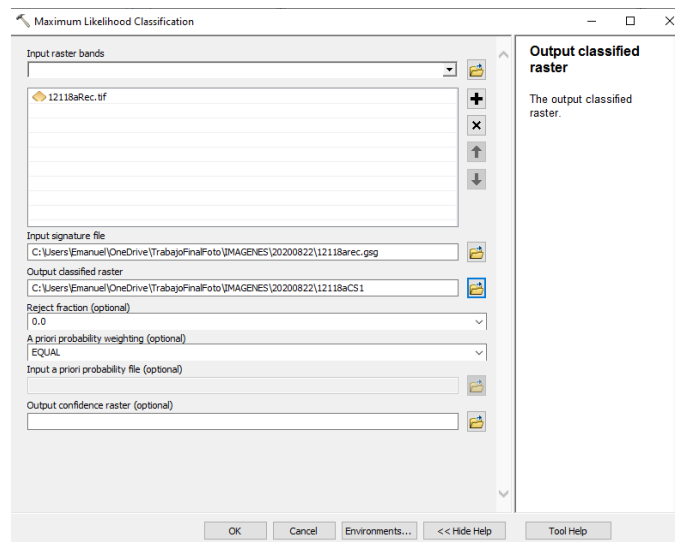 Maximum Likelihood Classification
Input raster bands
12118aRec.tif
Input signature file
C:\Users\Emanuel\OneDrive\TrabajoFinalFoto\IMAGENES\20200822\12118arec.gsg
Output classified raster
C:\Users\Emanuel\OneDrive\TrabajoFinalFoto\IMAGENES\20200822\12118aCS1
Reject fraction (optional)
0.0
A priori probability weighting (optional)
EQUAL
Input a priori probability file (optional)
Output confidence raster (optional)
Output classified
raster
The output classified
raster.
OK Cancel Environments... << Hide Help Tool Help